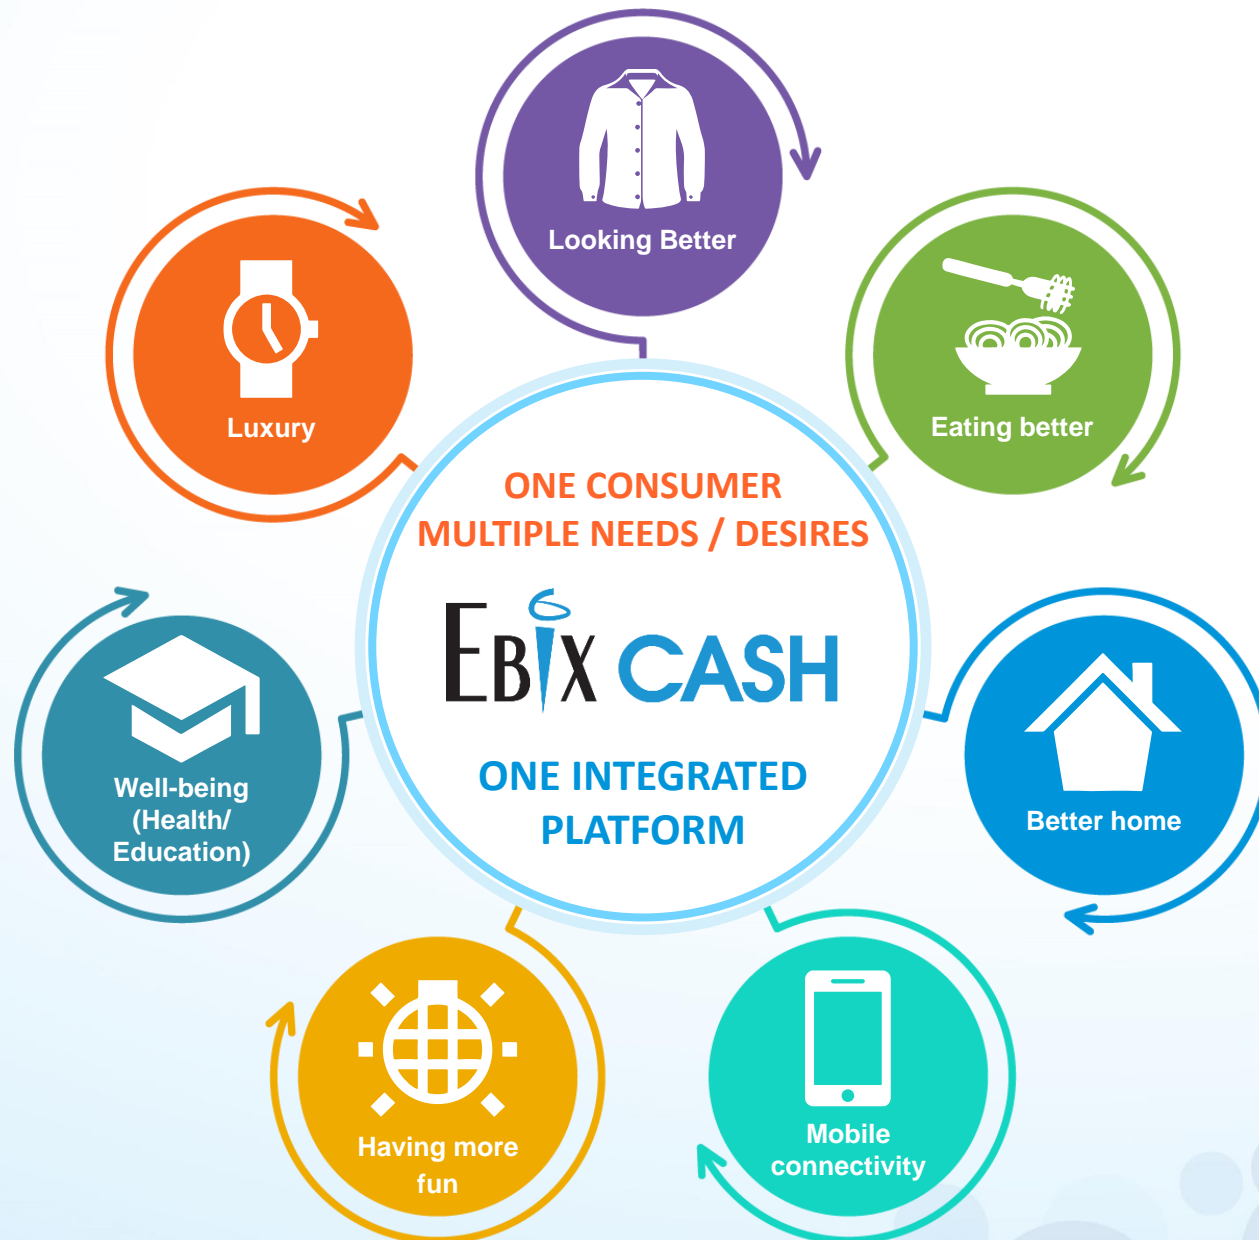 Looking Better
Eating better
Luxury
ONE CONSUMER
MULTIPLE NEEDS / DESIRES
EBIX CASH
ONE INTEGRATED
PLATFORM
Better home
Well-being
(Health/
Education)
Mobile
connectivity
Having more
fun